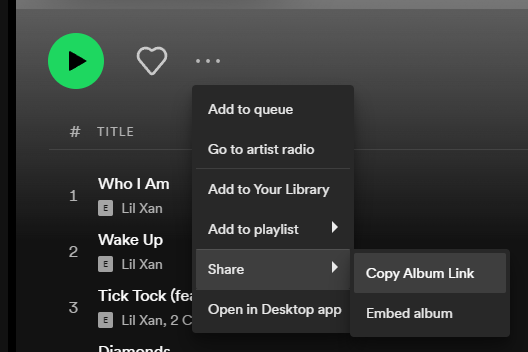 Add to queue
Go to artist radio
Add to Your Library
Add to playlist
Share
Open in Desktop app
Copy Album Link
Embed album
# TITLE
1 Who I Am
E Lil Xan
2 Wake Up
E Lil Xan
3 Tick Tock (fea
E Lil Xan, 2 C
Diamonds